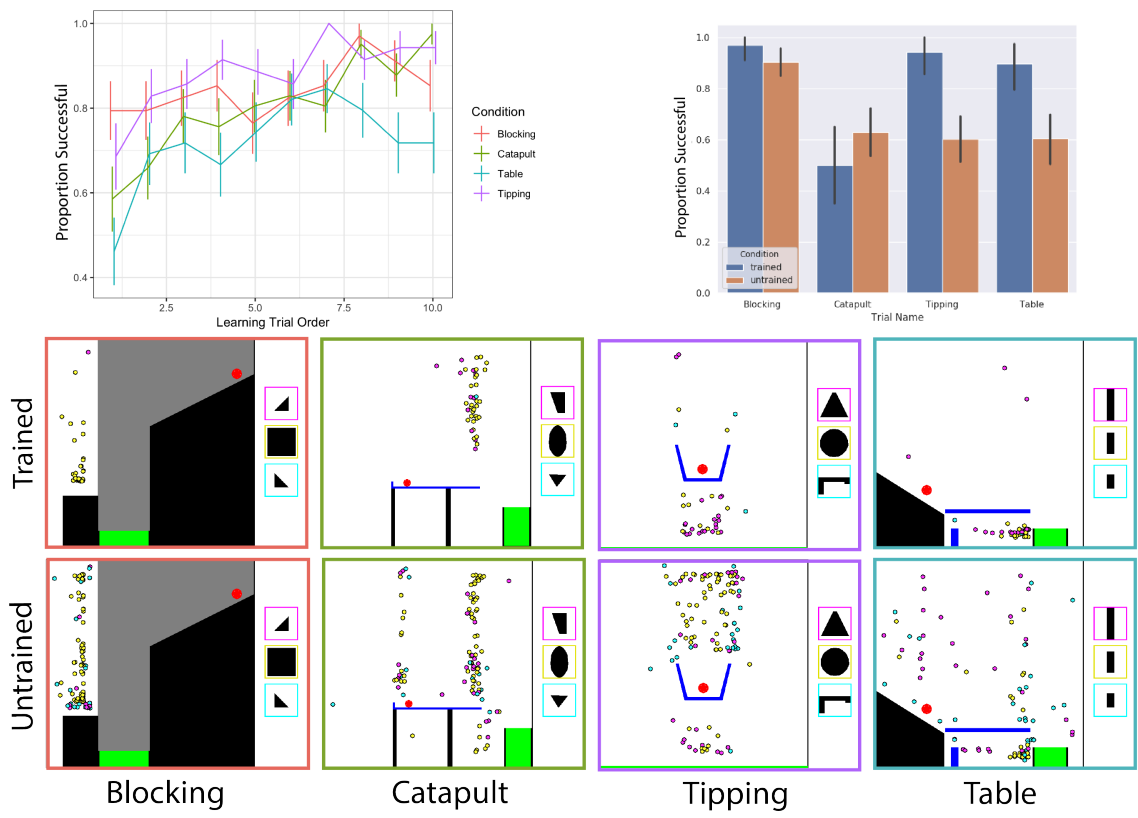 1.0
0.8
0.6
0.4
Proportion Successful
2.5
5.0
7.5
10.0
Learning Trial Order
Condition
Blocking
Catapult
Table
Tipping
1.0
0.8
0.6
0.4
0.2
0.0
Proportion Successful
Condition
trained
untrained
Blocking
Catapult
Tipping
Table
Trial Name
Trained
Untrained
Blocking
Catapult
Tipping
Table